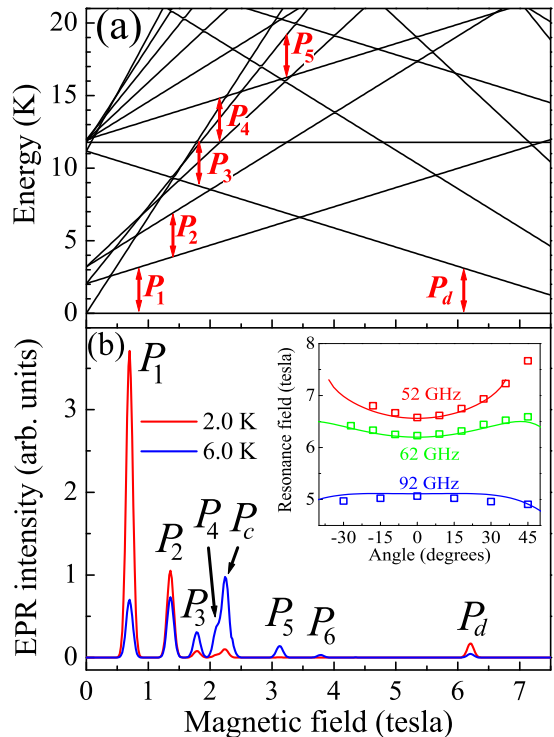 (a)
Energy (K)
20
15
10
5
0
P5
P4
P3
P2
P1
Pd
(b)
EPR intensity (arb. units)
3
2
1
0
P1
2.0 K
6.0 K
P2
P3
P4
Pc
P5
P6
Pd
Resonance field (tesla)
8
7
6
5
52 GHz
62 GHz
92 GHz
-30 -15 0 15 30 45
Angle (degrees)
0 1 2 3 4 5 6 7
Magnetic field (tesla)